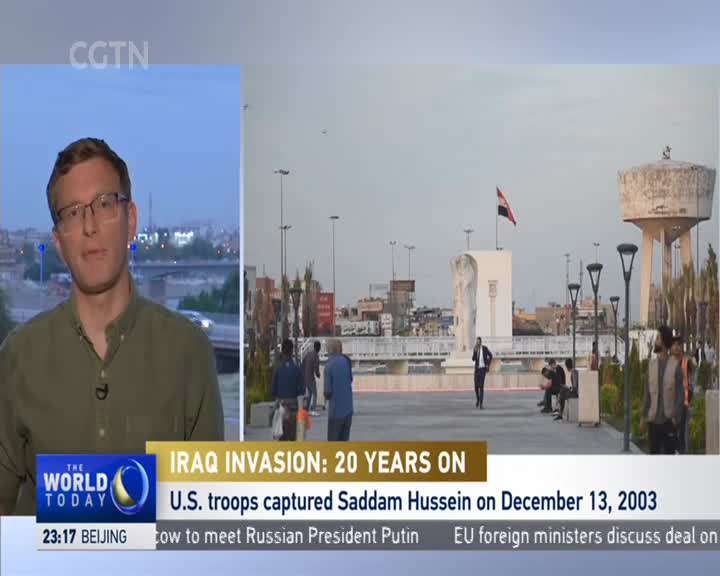 CGTN
IRAQ INVASION: 20 YEARS ON
THE
WORLD
TODAY
U.S. troops captured Saddam Hussein on December 13, 2003
23:17 BEIJING
cow to meet Russian President Putin EU foreign ministers discuss deal on